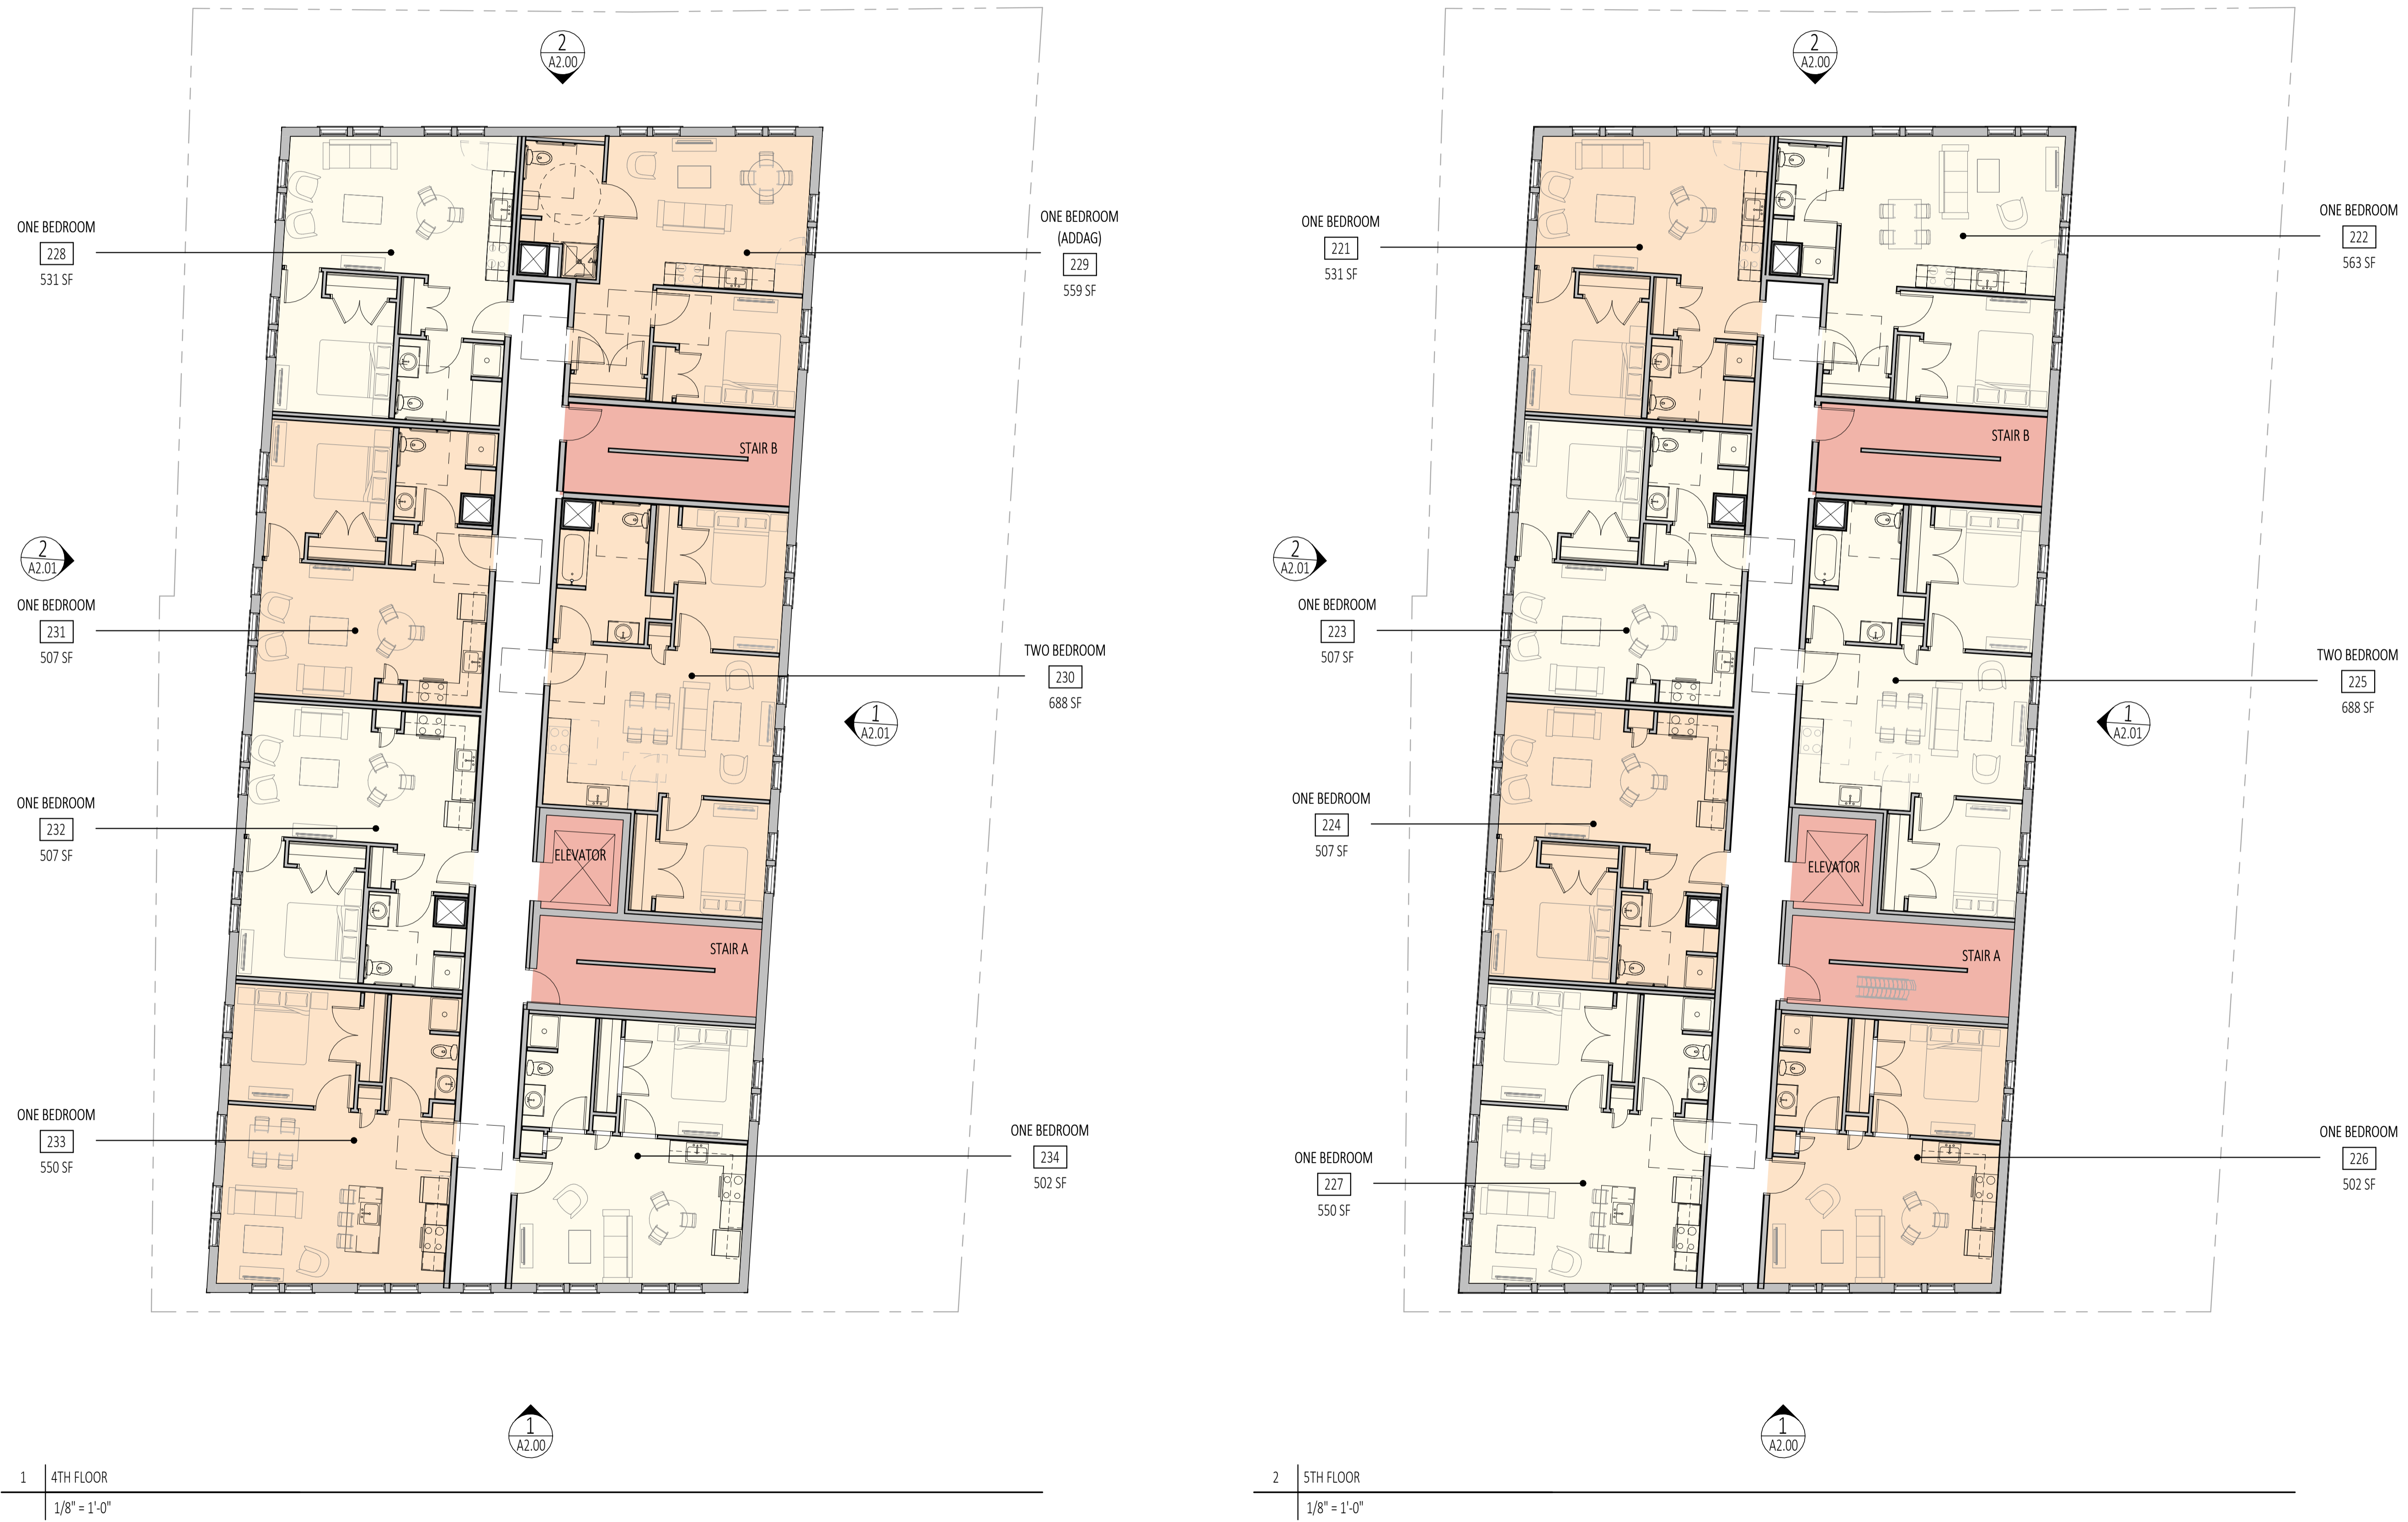 2
A2.00
ONE BEDROOM
228
531 SF
ONE BEDROOM
(ADDAG)
229
559 SF
STAIR B
2
A2.01
ONE BEDROOM
231
507 SF
TWO BEDROOM
230
688 SF
1
A2.01
ONE BEDROOM
232
507 SF
ELEVATOR
STAIR A
ONE BEDROOM
233
550 SF
ONE BEDROOM
234
502 SF
1
A2.00
1
4TH FLOOR
1/8" = 1'-0"
2
A2.00
ONE BEDROOM
221
531 SF
ONE BEDROOM
222
563 SF
STAIR B
2
A2.01
ONE BEDROOM
223
507 SF
TWO BEDROOM
225
688 SF
1
A2.01
ONE BEDROOM
224
507 SF
ELEVATOR
STAIR A
ONE BEDROOM
227
550 SF
ONE BEDROOM
226
502 SF
1
A2.00
2
5TH FLOOR
1/8" = 1'-0"